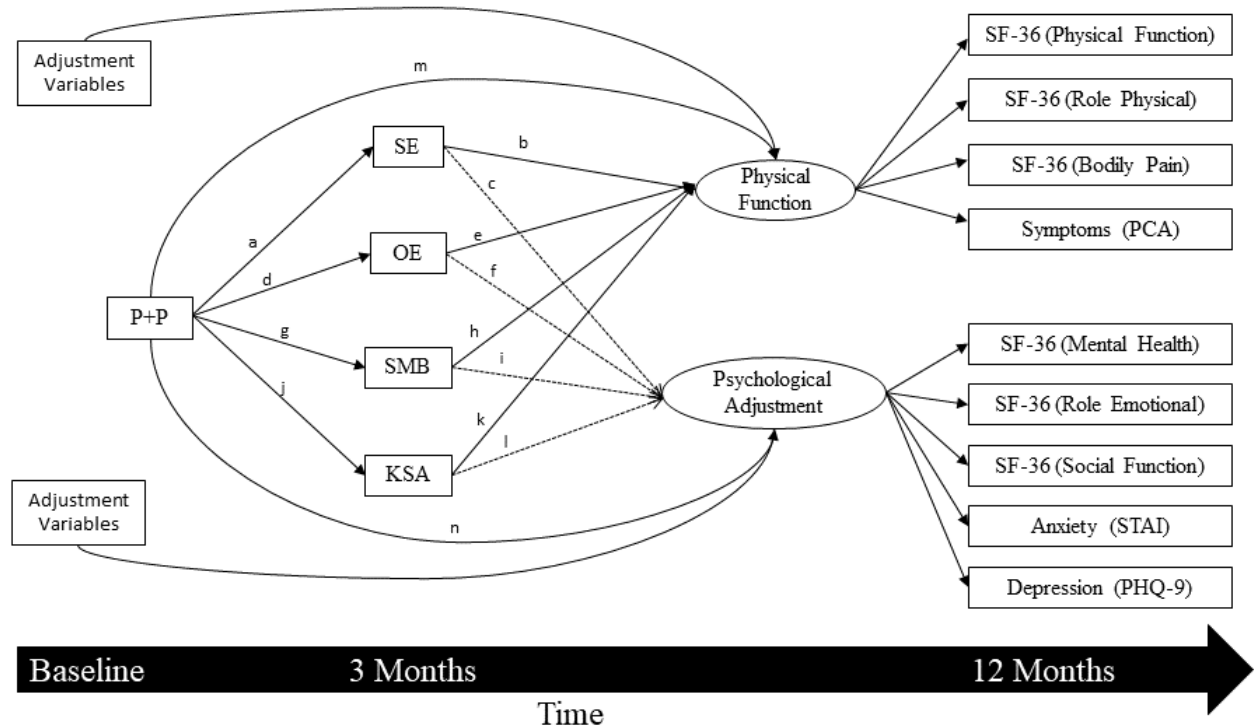 Adjustment
Variables
m
SE
b
c
a
OE
e
f
d
P+P
g
SMB
h
i
j
k
KSA
l
n
Adjustment
Variables
Physical
Function
Psychological
Adjustment
SF-36 (Physical Function)
SF-36 (Role Physical)
SF-36 (Bodily Pain)
Symptoms (PCA)
SF-36 (Mental Health)
SF-36 (Role Emotional)
SF-36 (Social Function)
Anxiety (STAI)
Depression (PHQ-9)
Baseline
3 Months
12 Months
Time